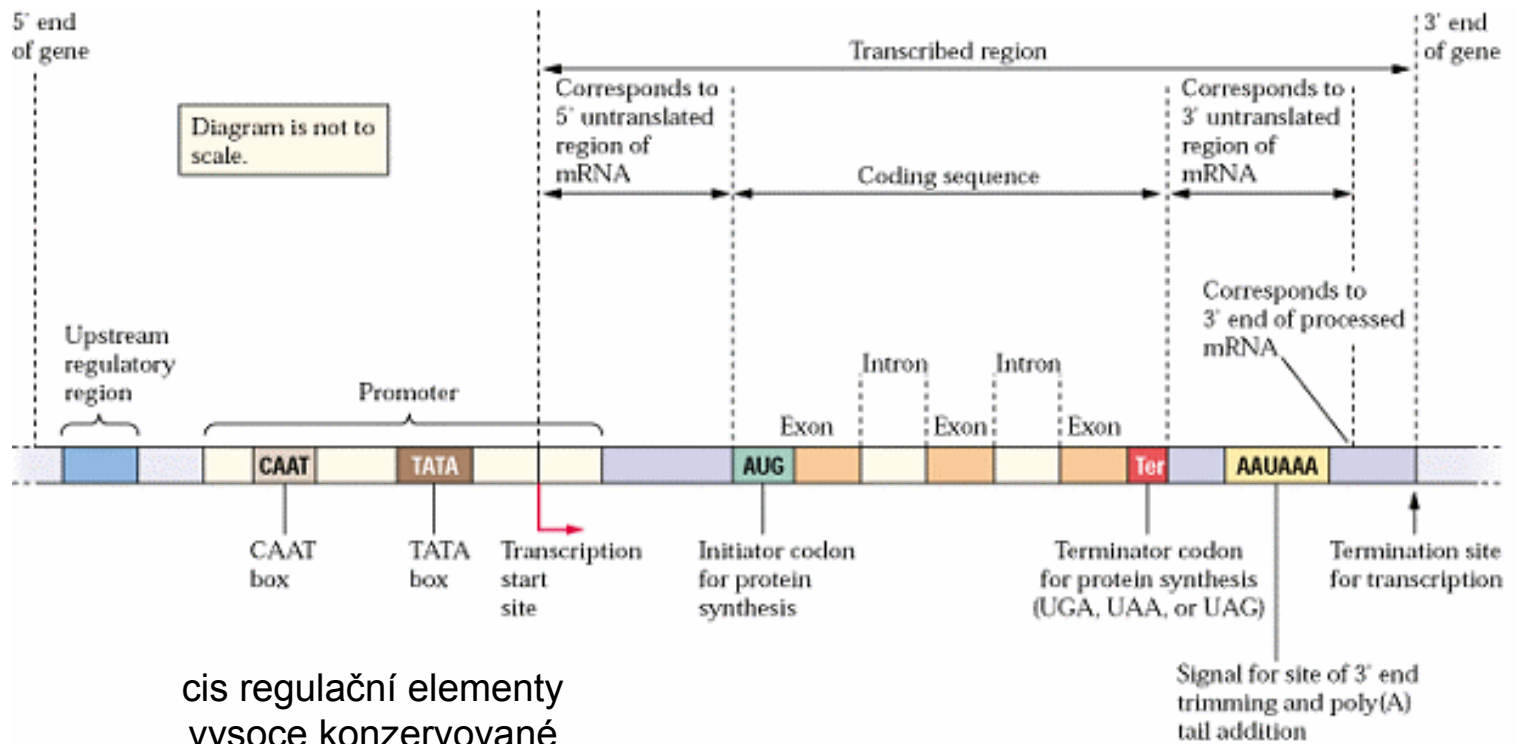 5' end
of gene
3' end
of gene
Transcribed region
Diagram is not to
scale.
Corresponds to
5' untranslated
region of
mRNA
Coding sequence
Corresponds to
3' untranslated
region of
mRNA
Corresponds to
3' end of processed
mRNA
Upstream
regulatory
region
Promoter
Exon
Intron
Exon
Intron
Exon
CAAT
TATA
AUG
Ter
AAUAAA
CAAT
box
TATA
box
Transcription
start
site
Initiator codon
for protein
synthesis
Terminator codon
for protein synthesis
(UGA, UAA, or UAG)
Termination site
for transcription
Signal for site of 3' end
trimming and poly(A)
tail addition
cis regulační elementy
vysoce konzervované